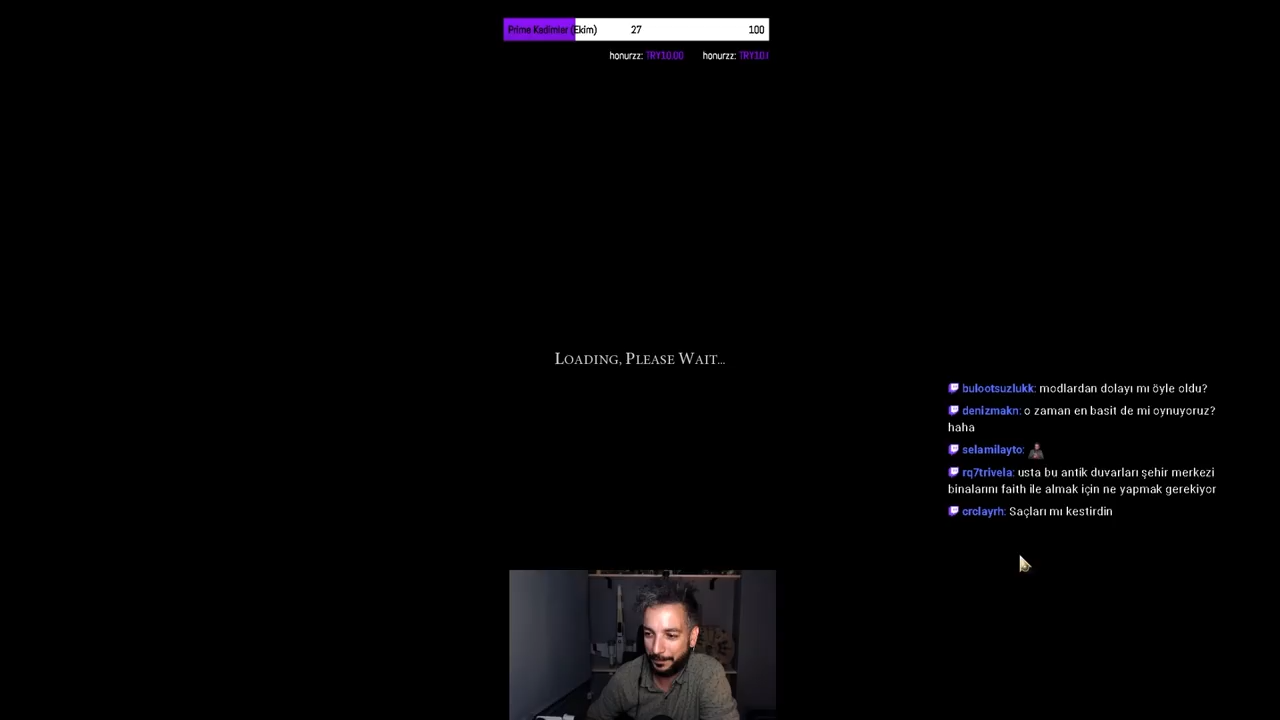 Prime Kadimler (Ekim) 27 100
honurzz: TRY10.00 honurzz: TRY10.
LOADING, PLEASE WAIT...
bulootsuzlukk: modlardan dolayı mı öyle oldu?
denizmakn: o zaman en basit de mi oynuyoruz?
haha
selamilayto:
rq7trivela: usta bu antik duvarları şehir merkezi
binalarını faith ile almak için ne yapmak gerekiyor
crclayrh: Saçları mı kestirdin